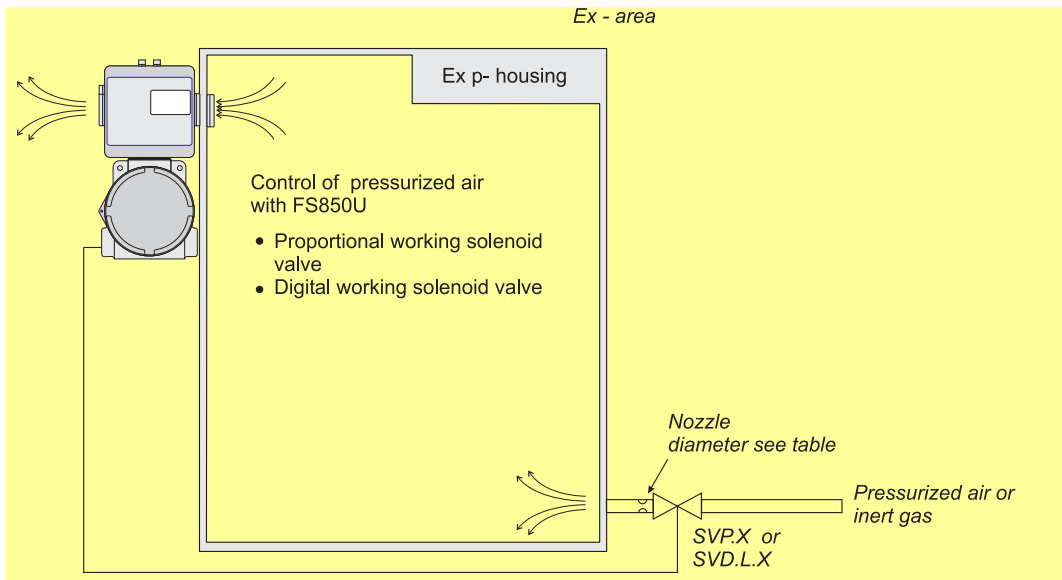 Ex - area
Ex p- housing
Control of pressurized air
with FS850U
• Proportional working solenoid
valve
• Digital working solenoid valve
Nozzle
diameter see table
Pressurized air or
inert gas
SVP.X or
SVD.L.X